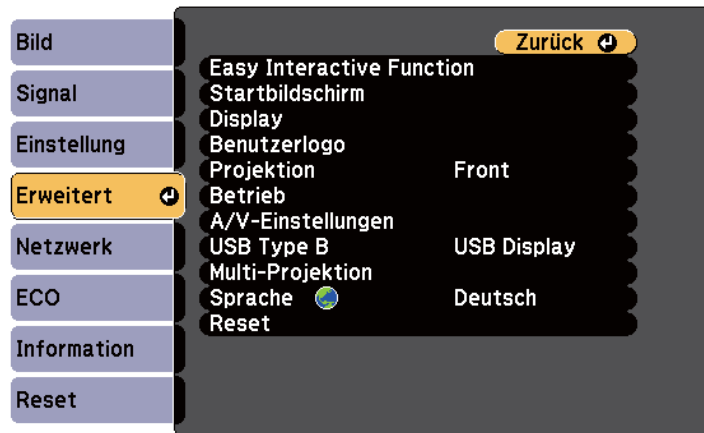 Bild
Signal
Einstellung
Erweitert
Netzwerk
ECO
Information
Reset
Zurück
Easy Interactive Function
Startbildschirm
Display
Benutzerlogo
Projektion Front
Betrieb
A/V-Einstellungen
USB Type B USB Display
Multi-Projektion
Sprache Deutsch
Reset